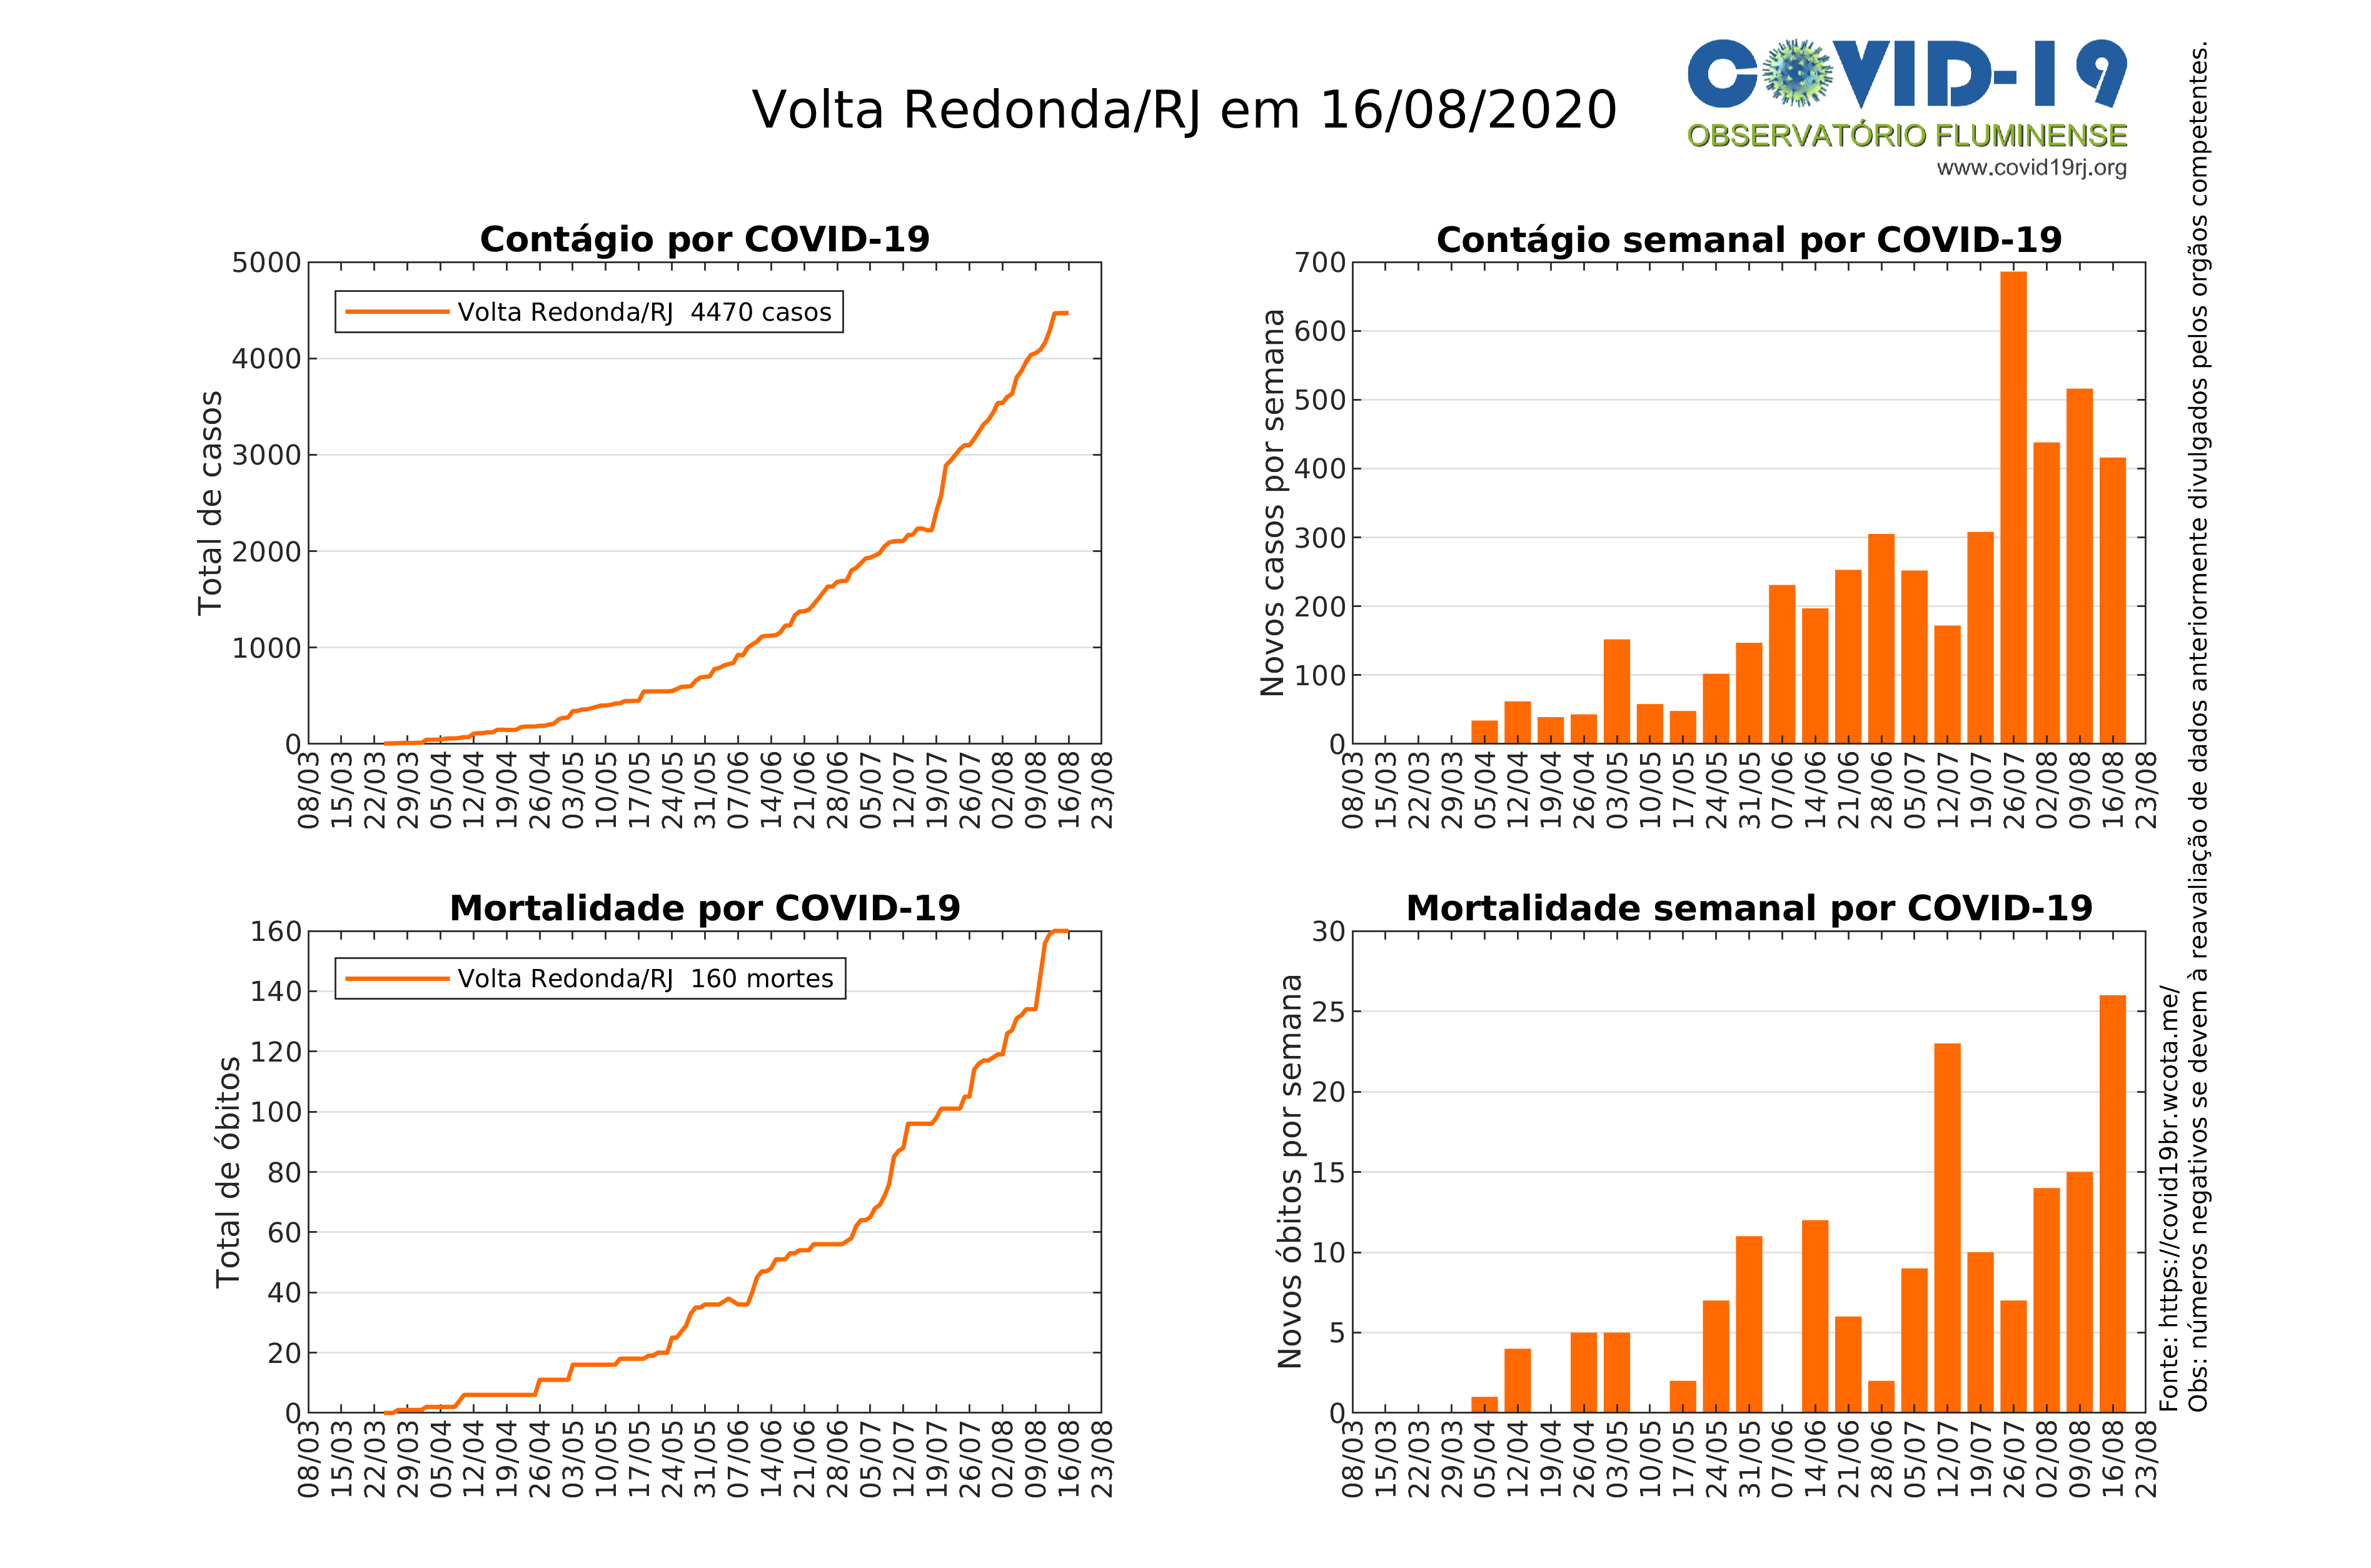 Volta Redonda/RJ em 16/08/2020
COVID-19
OBSERVATÓRIO FLUMINENSE
www.covid19rj.org
Contágio por COVID-19
Total de casos
5000
4000
3000
2000
1000
0
Volta Redonda/RJ 4470 casos
08/03 15/03 22/03 29/03 05/04 12/04 19/04 26/04 03/05 10/05 17/05 24/05 31/05 07/06 14/06 21/06 28/06 05/07 12/07 19/07 26/07 02/08 09/08 16/08 23/08
Contágio semanal por COVID-19
Novos casos por semana
700
600
500
400
300
200
100
0
08/03 15/03 22/03 29/03 05/04 12/04 19/04 26/04 03/05 10/05 17/05 24/05 31/05 07/06 14/06 21/06 28/06 05/07 12/07 19/07 26/07 02/08 09/08 16/08 23/08
Mortalidade por COVID-19
Total de óbitos
160
140
120
100
80
60
40
20
0
Volta Redonda/RJ 160 mortes
08/03 15/03 22/03 29/03 05/04 12/04 19/04 26/04 03/05 10/05 17/05 24/05 31/05 07/06 14/06 21/06 28/06 05/07 12/07 19/07 26/07 02/08 09/08 16/08 23/08
Mortalidade semanal por COVID-19
Novos óbitos por semana
30
25
20
15
10
5
0
08/03 15/03 22/03 29/03 05/04 12/04 19/04 26/04 03/05 10/05 17/05 24/05 31/05 07/06 14/06 21/06 28/06 05/07 12/07 19/07 26/07 02/08 09/08 16/08 23/08
Fonte: https://covid19br.wcota.me/
Obs: números negativos se devem à reavaliação de dados anteriormente divulgados pelos orgãos competentes.